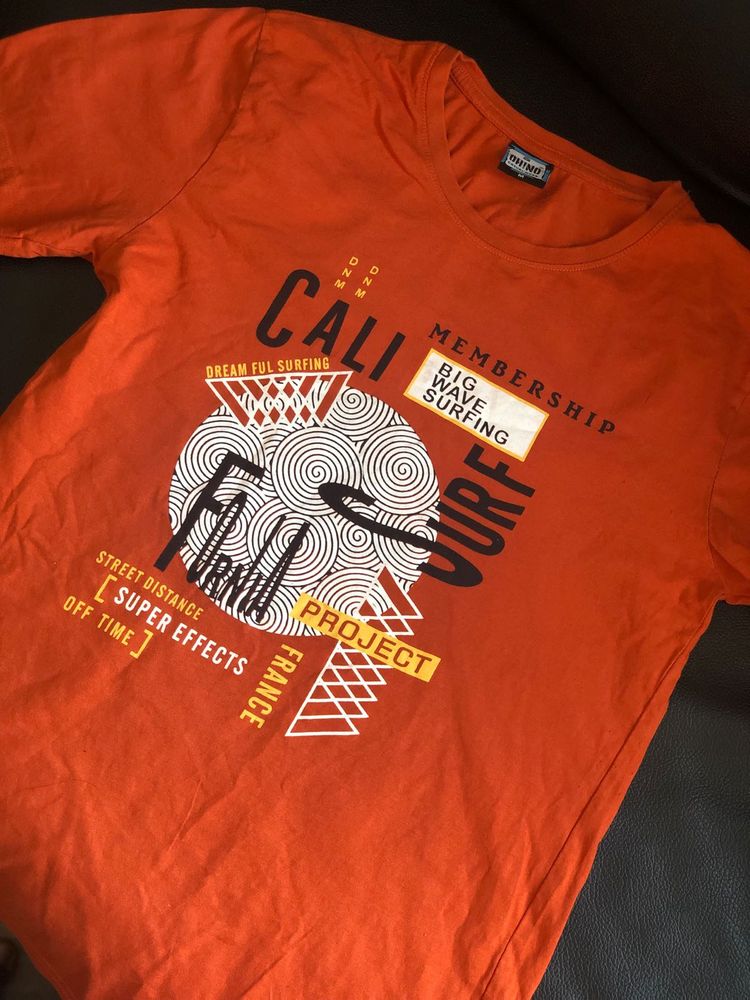 RHINO
M
DNM
DNM
CALI
MEMBERSHIP
DREAM FUL SURFING
BIG
WAVE
SURFING
SURF
STREET DISTANCE
[ SUPER EFFECTS
OFF TIME ]
PROJECT
FRANCE